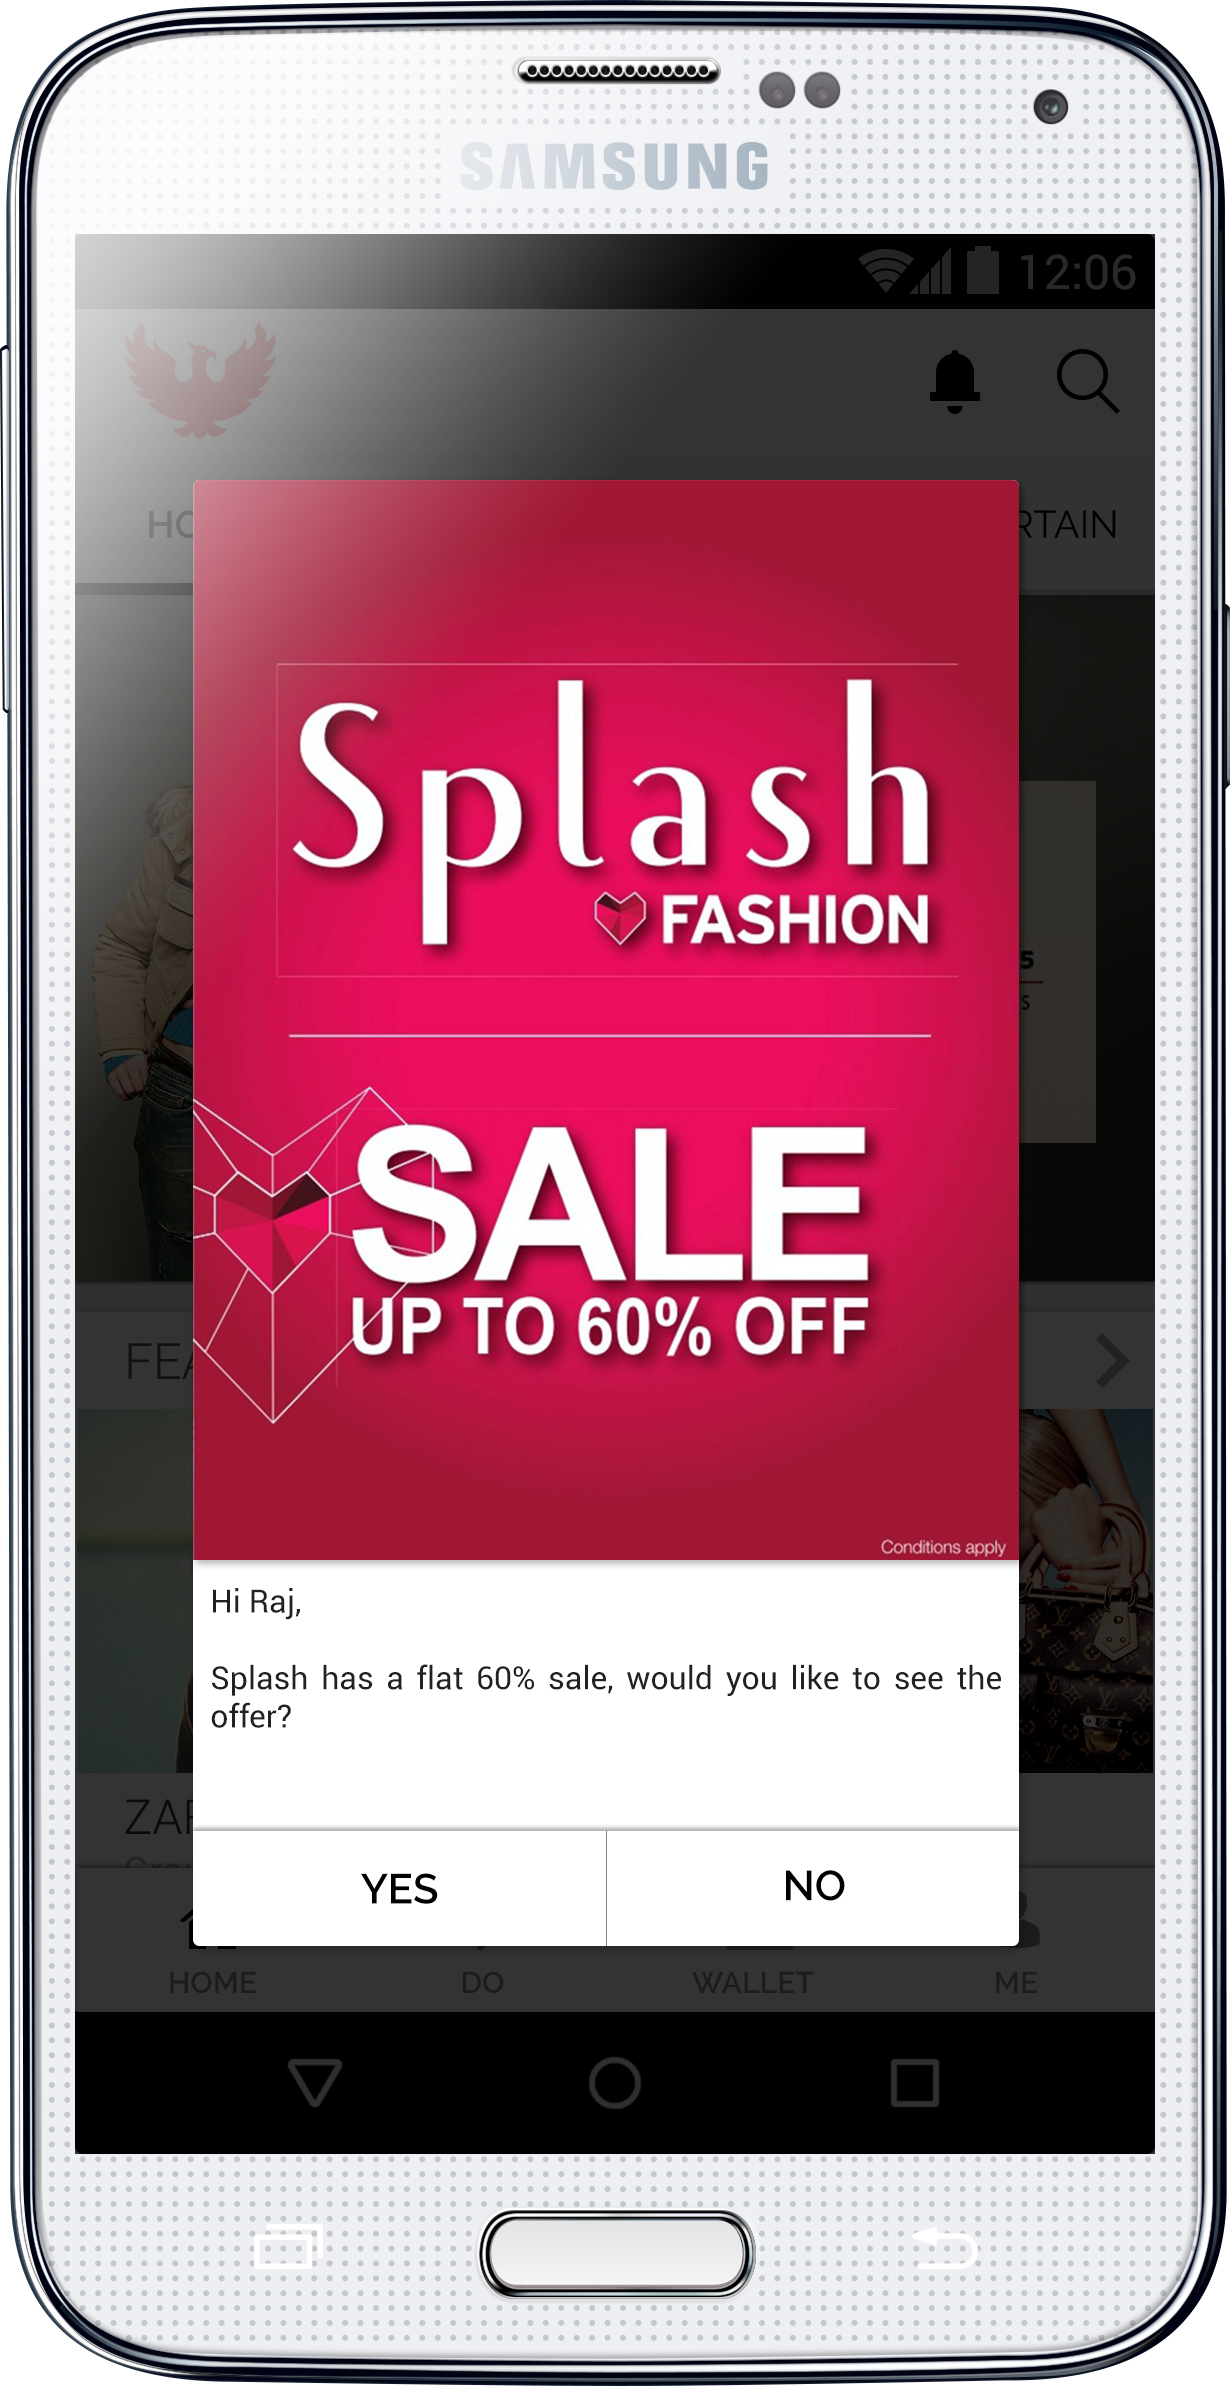 SAMSUNG
12:06
Splash
FASHION
SALE
UP TO 60% OFF
Conditions apply
Hi Raj,
Splash has a flat 60% sale, would you like to see the
offer?
YES
NO
HOME
DO
WALLET
ME